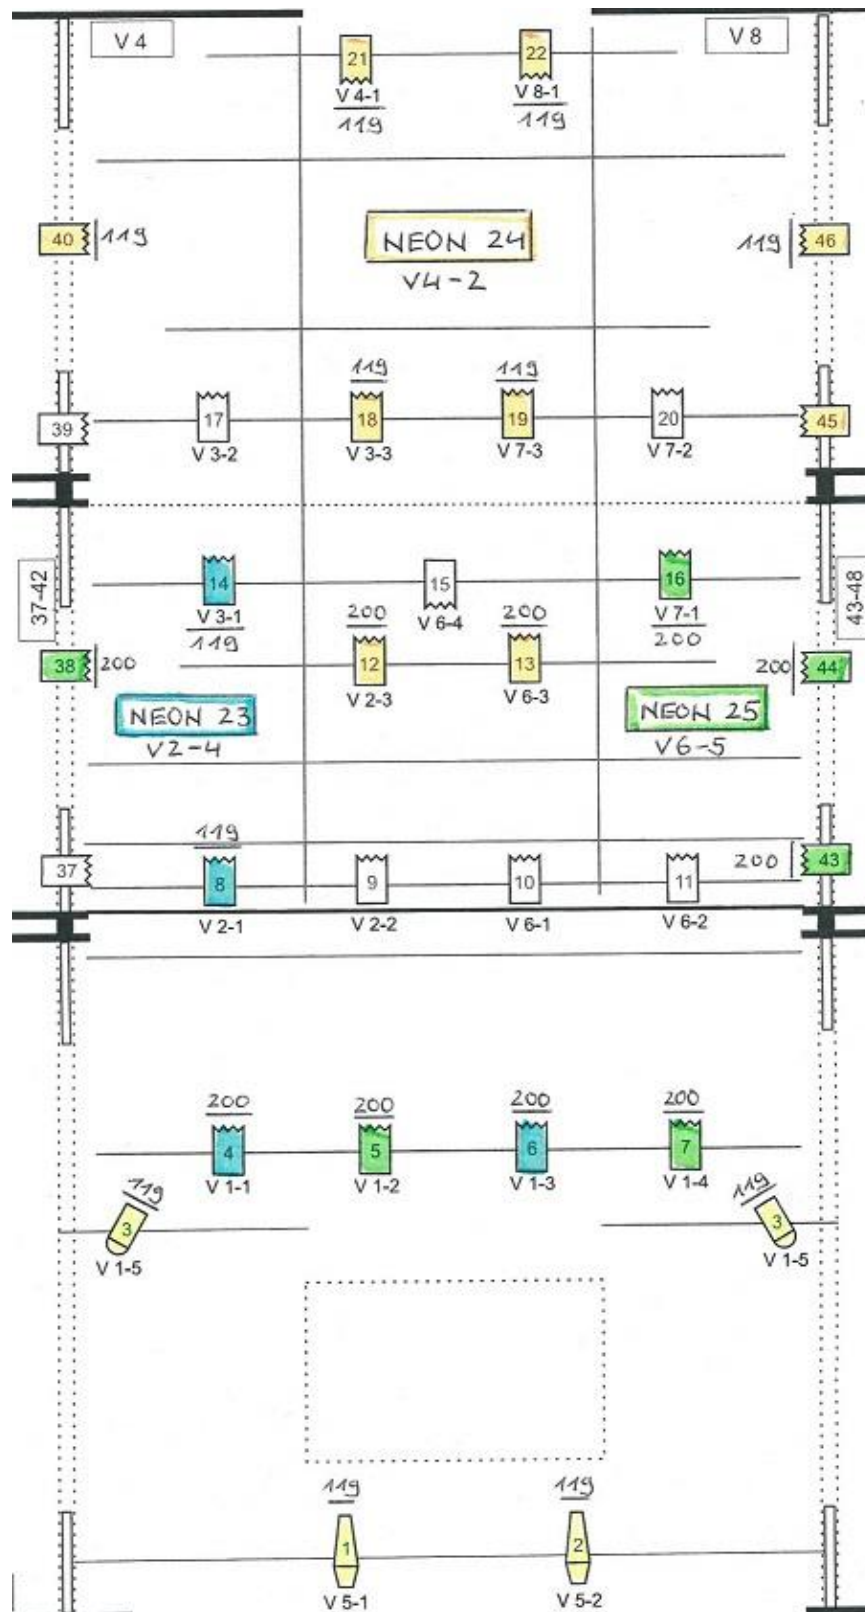 V 4
V 8
21
22
V 4-1
V 8-1
119
119
40
119
NEON 24
V4-2
119
46
119
119
39
17
18
19
20
45
V 3-2
V 3-3
V 7-3
V 7-2
37-42
43-48
14
15
16
V 3-1
V 6-4
V 7-1
119
200
200
200
38
200
12
13
200
44
V 2-3
V 6-3
NEON 23
V2-4
NEON 25
V6-5
119
37
8
9
10
11
200
43
V 2-1
V 2-2
V 6-1
V 6-2
200
200
200
200
4
5
6
7
V 1-1
V 1-2
V 1-3
V 1-4
119
119
3
3
V 1-5
V 1-5
119
119
1
2
V 5-1
V 5-2